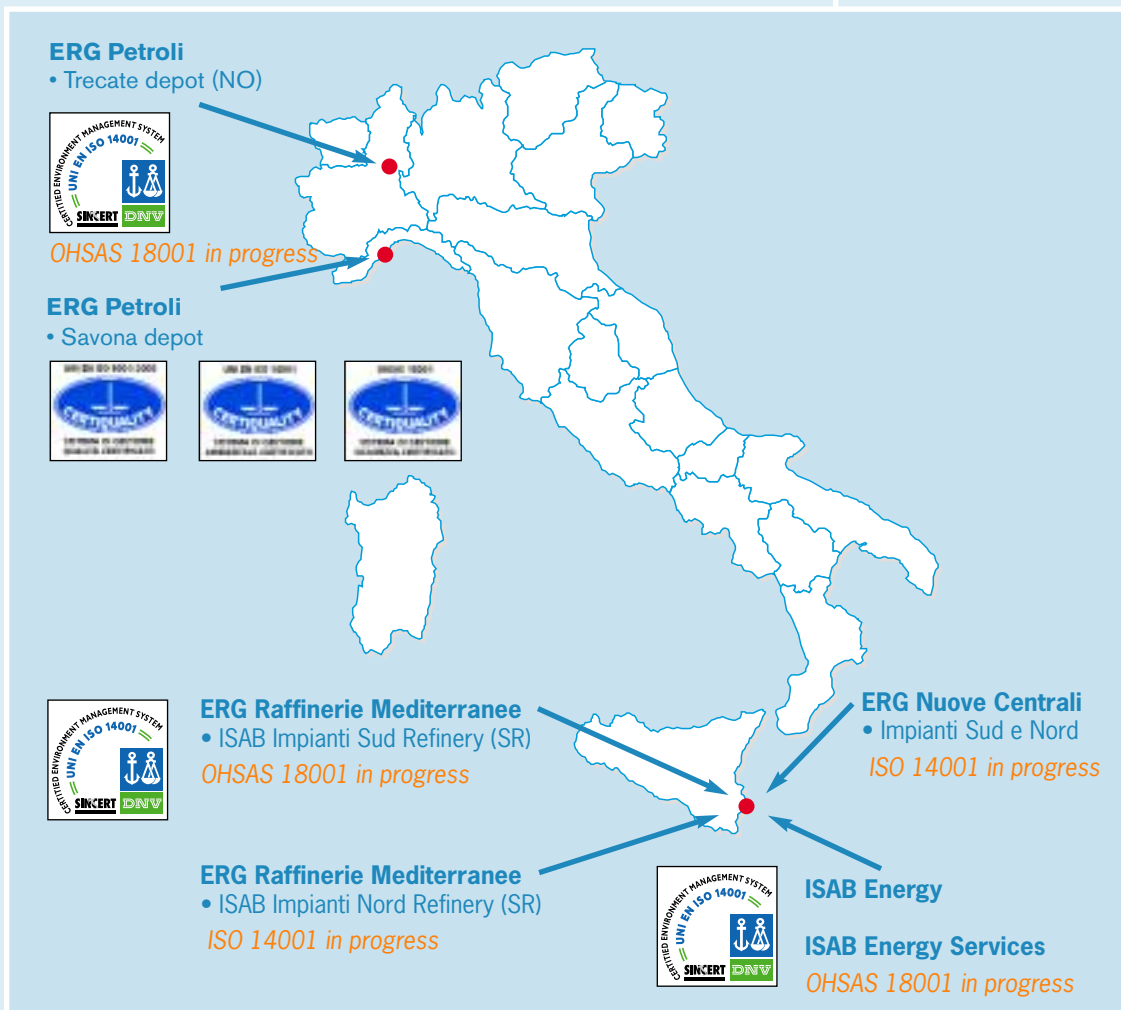 ERG Petroli
• Trecate depot (NO)
CERTIFIED ENVIRONMENT MANAGEMENT SYSTEM
UNI EN ISO 14001
SINCERT DNV
OHSAS 18001 in progress
ERG Petroli
• Savona depot
CERTIQUALITY
CERTIQUALITY
CERTIQUALITY
CERTIFIED ENVIRONMENT MANAGEMENT SYSTEM
UNI EN ISO 14001
SINCERT DNV
ERG Raffinerie Mediterranee
• ISAB Impianti Sud Refinery (SR)
OHSAS 18001 in progress
ERG Nuove Centrali
• Impianti Sud e Nord
ISO 14001 in progress
ERG Raffinerie Mediterranee
• ISAB Impianti Nord Refinery (SR)
ISO 14001 in progress
CERTIFIED ENVIRONMENT MANAGEMENT SYSTEM
UNI EN ISO 14001
SINCERT DNV
ISAB Energy
ISAB Energy Services
OHSAS 18001 in progress